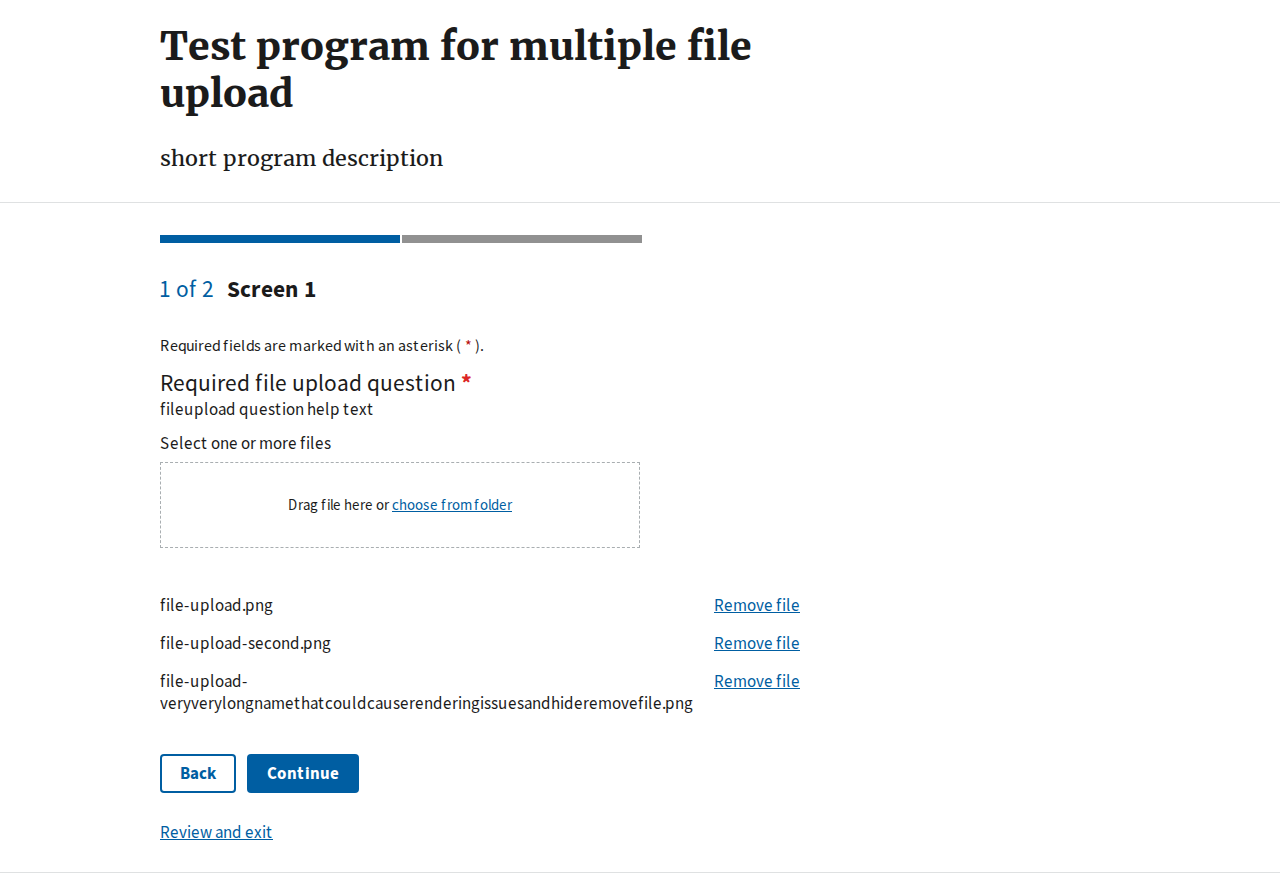 Test program for multiple file
upload
short program description
1 of 2 Screen 1
Required fields are marked with an asterisk ( * ).
Required file upload question *
fileupload question help text
Select one or more files
Drag file here or choose from folder
file-upload.png Remove file
file-upload-second.png Remove file
file-upload- Remove file
veryverylongnamethatcouldcauserenderingissuesandhideremovefile.png
Back Continue
Review and exit